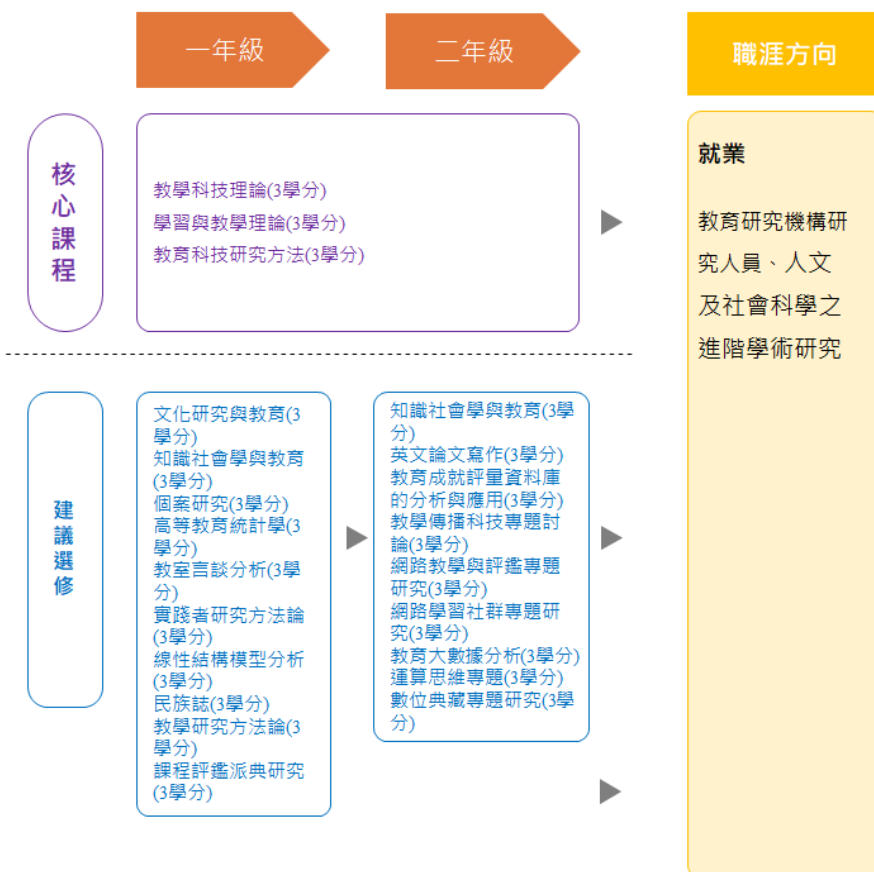 一年級
二年級
職涯方向
核心課程
教學科技理論(3學分)
學習與教學理論(3學分)
教育科技研究方法(3學分)
就業
教育研究機構研
究人員、人文
及社會科學之
進階學術研究
建議選修
文化研究與教育(3
學分)
知識社會學與教育
(3學分)
個案研究(3學分)
高等教育統計學(3
學分)
教室言談分析(3學
分)
實踐者研究方法論
(3學分)
線性結構模型分析
(3學分)
民族誌(3學分)
教學研究方法論(3
學分)
課程評鑑派典研究
(3學分)
知識社會學與教育(3學
分)
英文論文寫作(3學分)
教育成就評量資料庫
的分析與應用(3學分)
教學傳播科技專題討
論(3學分)
網路教學與評鑑專題
研究(3學分)
網路學習社群專題研
究(3學分)
教育大數據分析(3學分)
運算思維專題(3學分)
數位典藏專題研究(3學
分)